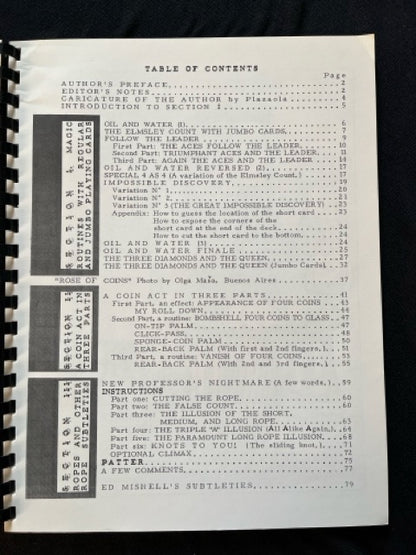 TABLE OF CONTENTS
Page
AUTHOR'S PREFACE, 2
EDITOR'S NOTES 2
CARICATURE OF THE AUTHOR by Plazaola 4
INTRODUCTION TO SECTION I 5
SECTION I. MAGIC
ROUTINES WITH REGULAR
AND JUMBO PLAYING CARDS
OIL AND WATER (1). 6
THE ELMSLEY COUNT WITH JUMBO CARDS, 7
FOLLOW THE LEADER 9
First Part: THE ACES FOLLOW THE LEADER, 10
Second Part: TRIUMPHANT ACES AND THE LEADER, 11
Third Part: AGAIN THE ACES AND THE LEADER 14
OIL AND WATER REVERSED (2) 17
SPECIAL 4 AS 4 (A variation of the Elmsley Count,) 17
IMPOSSIBLE DISCOVERY, 19
Variation N° 1, 20
Variation N° 2, 21
Variation N° 3 (THE GREAT IMPOSSIBLE DISCOVERY) 23
Appendix: How to guess the location of the short card 23
How to expose the corners of the
short card at the end of the deck, 24
How to cut the short card to the bottom, 24
OIL AND WATER (3) 24
OIL AND WATER FINALE 25
THE THREE DIAMONDS AND THE QUEEN, 27
THE THREE DIAMONDS AND THE QUEEN (Jumbo Cards), 32
"ROSE OF COINS" Photo by Olga Buenos Aires 37
SECTION II
A COIN ACT IN
THREE PARTS
A COIN ACT IN THREE PARTS 41
First Part, an effect: APPEARANCE OF FOUR COINS 43
MY ROLL DOWN 44
Second Part, a routine: BOMBSHELL FOUR COINS TO GLASS 47
ON-TIP PALM 47
CLICK-PASS, 48
SPONGE-COIN PALM 50
REAR-BACK PALM (With first and 2nd fingers,) 51
Third Part, a routine: VANISH OF FOUR COINS 53
REAR-BACK PALM (With 2nd and 3rd fingers,) 55
SECTION III
ROPES AND OTHER
ROPE SUBTLETIES
NEW PROFESSOR'S NIGHTMARE (A few words,) 59
INSTRUCTIONS
Part one: CUTTING THE ROPE, 60
Part two: THE FALSE COUNT 60
Part three: THE ILLUSION OF THE SHORT,
MEDIUM, AND LONG ROPE, 63
Part four: THE TRIPLE "A" ILLUSION (All Alike Again,) 64
Part five: THE PARAMOUNT LONG ROPE ILLUSION, 68
Part six: KNOTS TO YOU! (The sliding knot,) 71
OPTIONAL CLIMAX 72
PATTER 75
A FEW COMMENTS, 77
ED MISHELL'S SUBTLETIES, 79